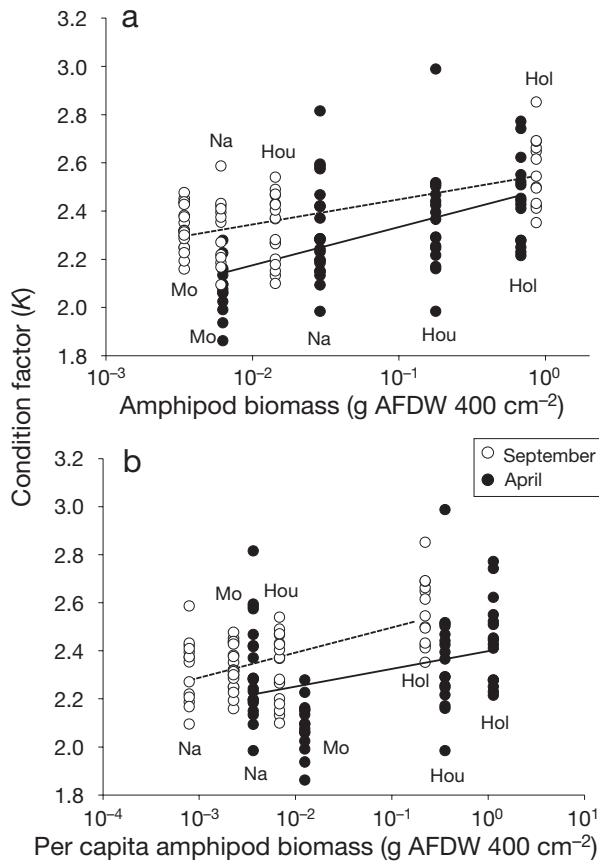 a
3.2
3.0
2.8
2.6
2.4
2.2
2.0
1.8
Na
Hou
Hol
Mo
Mo
Na
Hou
Hol
10⁻³
10⁻²
10⁻¹
10⁰
Amphipod biomass (g AFDW 400 cm⁻²)
Condition factor (K)
b
September
April
3.2
3.0
2.8
2.6
2.4
2.2
2.0
1.8
Mo
Hou
Hol
Na
Na
Mo
Hou
Hol
10⁻⁴
10⁻³
10⁻²
10⁻¹
10⁰
10¹
Per capita amphipod biomass (g AFDW 400 cm⁻²)